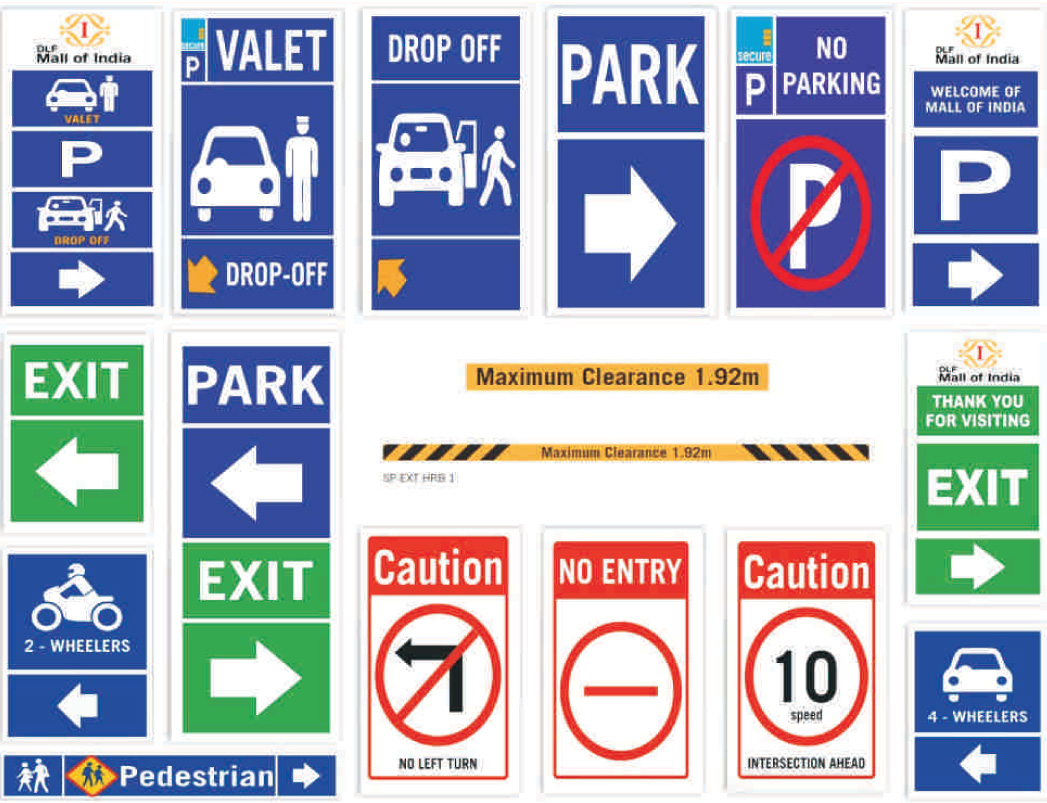 DLF
Mall of India
VALET
P
DROP OFF
secure
P
VALET
DROP-OFF
DROP OFF
PARK
secure
P
NO
PARKING
P
DLF
Mall of India
WELCOME OF
MALL OF INDIA
P
EXIT
PARK
EXIT
Maximum Clearance 1.92m
Maximum Clearance 1.92m
SP-EXT HRB 1
DLF
Mall of India
THANK YOU
FOR VISITING
EXIT
2 - WHEELERS
Caution
NO LEFT TURN
NO ENTRY
Caution
10
speed
INTERSECTION AHEAD
4 - WHEELERS
Pedestrian